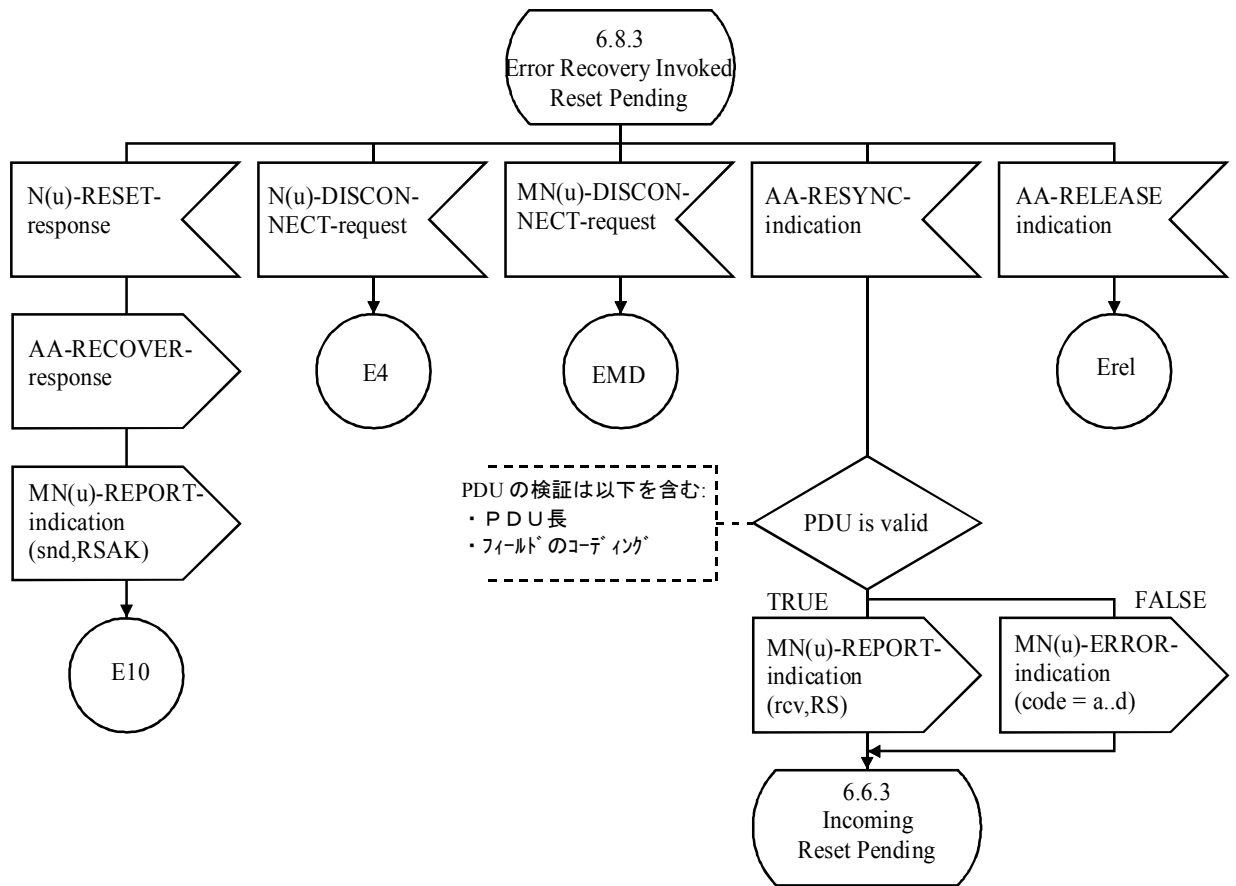 6.8.3
Error Recovery Invoked
Reset Pending
N(u)-RESET-
response
N(u)-DISCON-
NECT-request
MN(u)-DISCON-
NECT-request
AA-RESYNC-
indication
AA-RELEASE
indication
AA-RECOVER-
response
E4
EMD
Erel
MN(u)-REPORT-
indication
(snd,RSAK)
PDU の検証は以下を含む:
・ＰＤＵ長
・ﾌｨｰﾙﾄﾞのｺｰﾃﾞｨﾝｸﾞ
PDU is valid
TRUE
FALSE
E10
MN(u)-REPORT-
indication
(rcv,RS)
MN(u)-ERROR-
indication
(code = a..d)
6.6.3
Incoming
Reset Pending